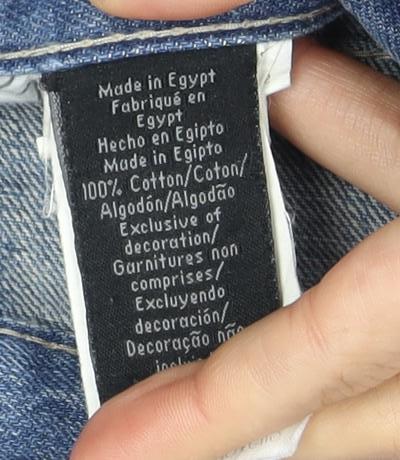 Made in Egypt
Fabriqué en
Egypt
Hecho en Egipto
Made in Egipto
100% Cotton/Coton/
Algodón/Algodão
Exclusive of
decoration/
Garnitures non
comprises/
Excluyendo
decoración/
Decoração não